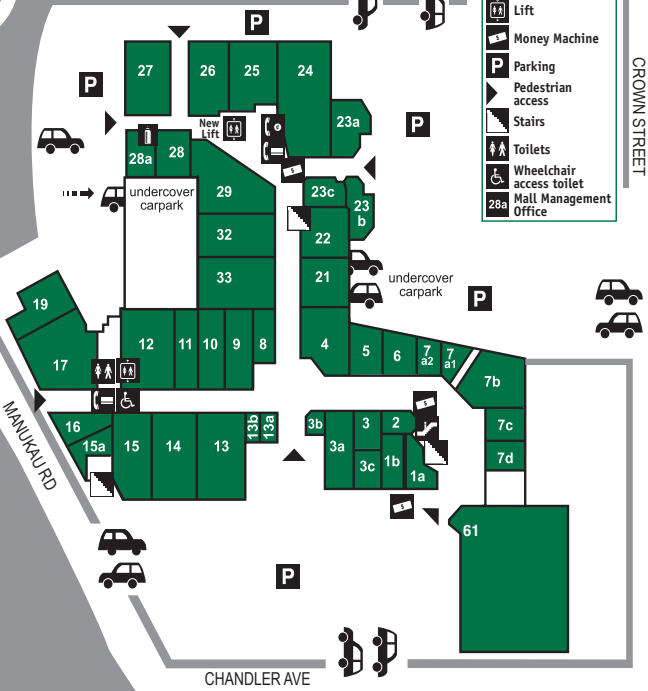 Lift
$ Money Machine
P Parking
Pedestrian
access
Stairs
Toilets
Wheelchair
access toilet
28a Mall Management
Office
CROWN STREET
P
P
27
26
25
24
23a
P
New
Lift
$
28a
28
29
undercover
carpark
23c
23
b
22
32
33
21
undercover
carpark
P
19
17
12
11
10
9
8
4
5
6
7
a2
7
a1
7b
7c
7d
MANUKAU RD
16
15a
15
14
13
13b
13a
3b
3a
3
3c
2
1b
1a
$
$
61
P
CHANDLER AVE